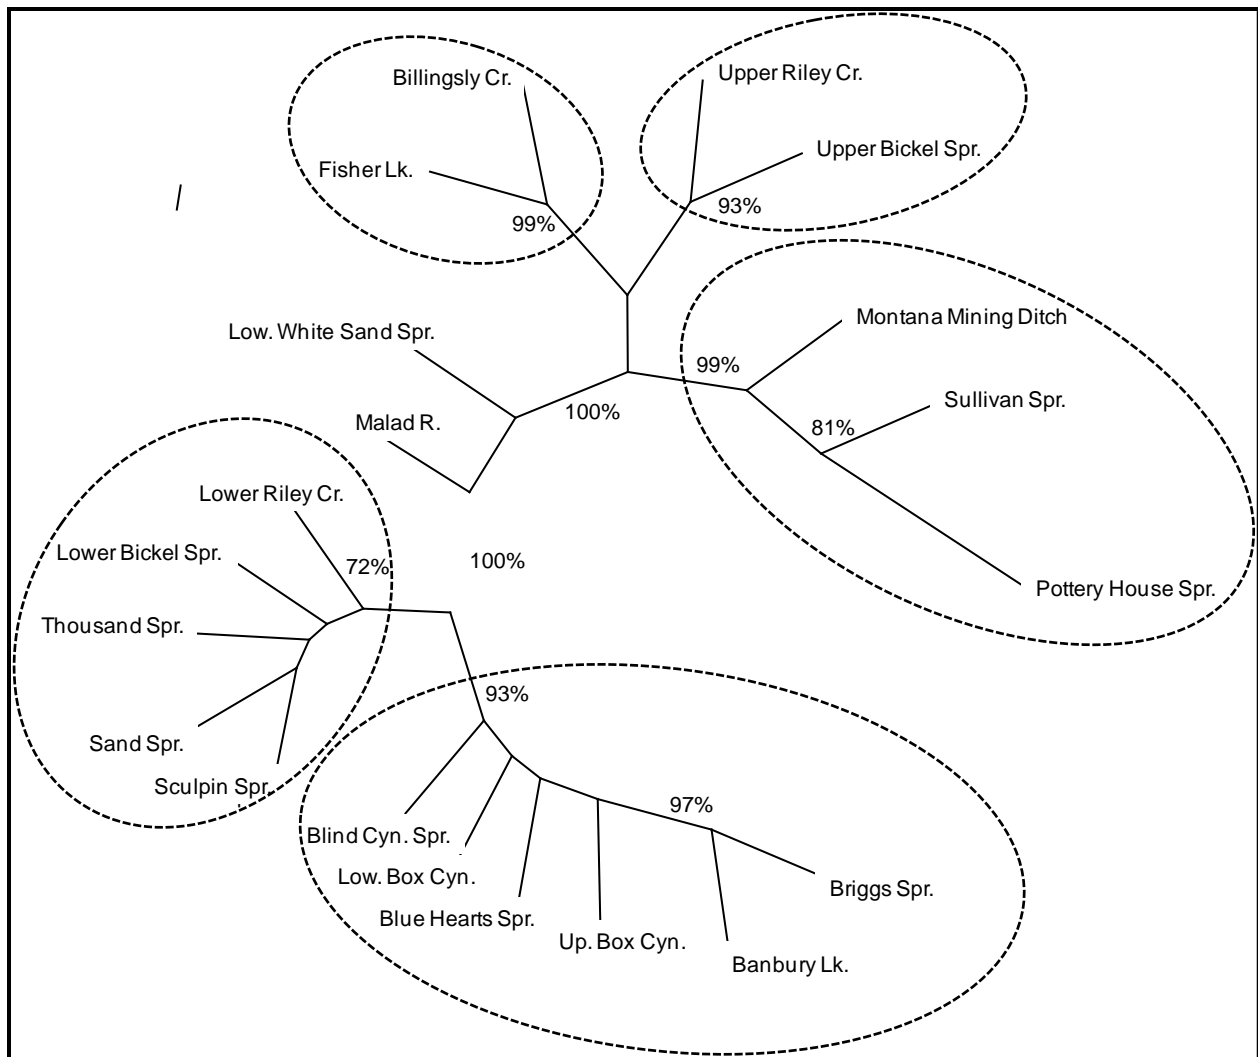 Upper Riley Cr.
Billingsly Cr.
Upper Bickel Spr.
Fisher Lk.
93%
99%
Montana Mining Ditch
Low. White Sand Spr.
99%
Sullivan Spr.
100%
Malad R.
81%
Lower Riley Cr.
Lower Bickel Spr.
72%
100%
Pottery House Spr.
Thousand Spr.
93%
Sand Spr.
Sculpin Spr.
97%
Blind Cyn. Spr.
Low. Box Cyn.
Briggs Spr.
Blue Hearts Spr.
Up. Box Cyn.
Banbury Lk.